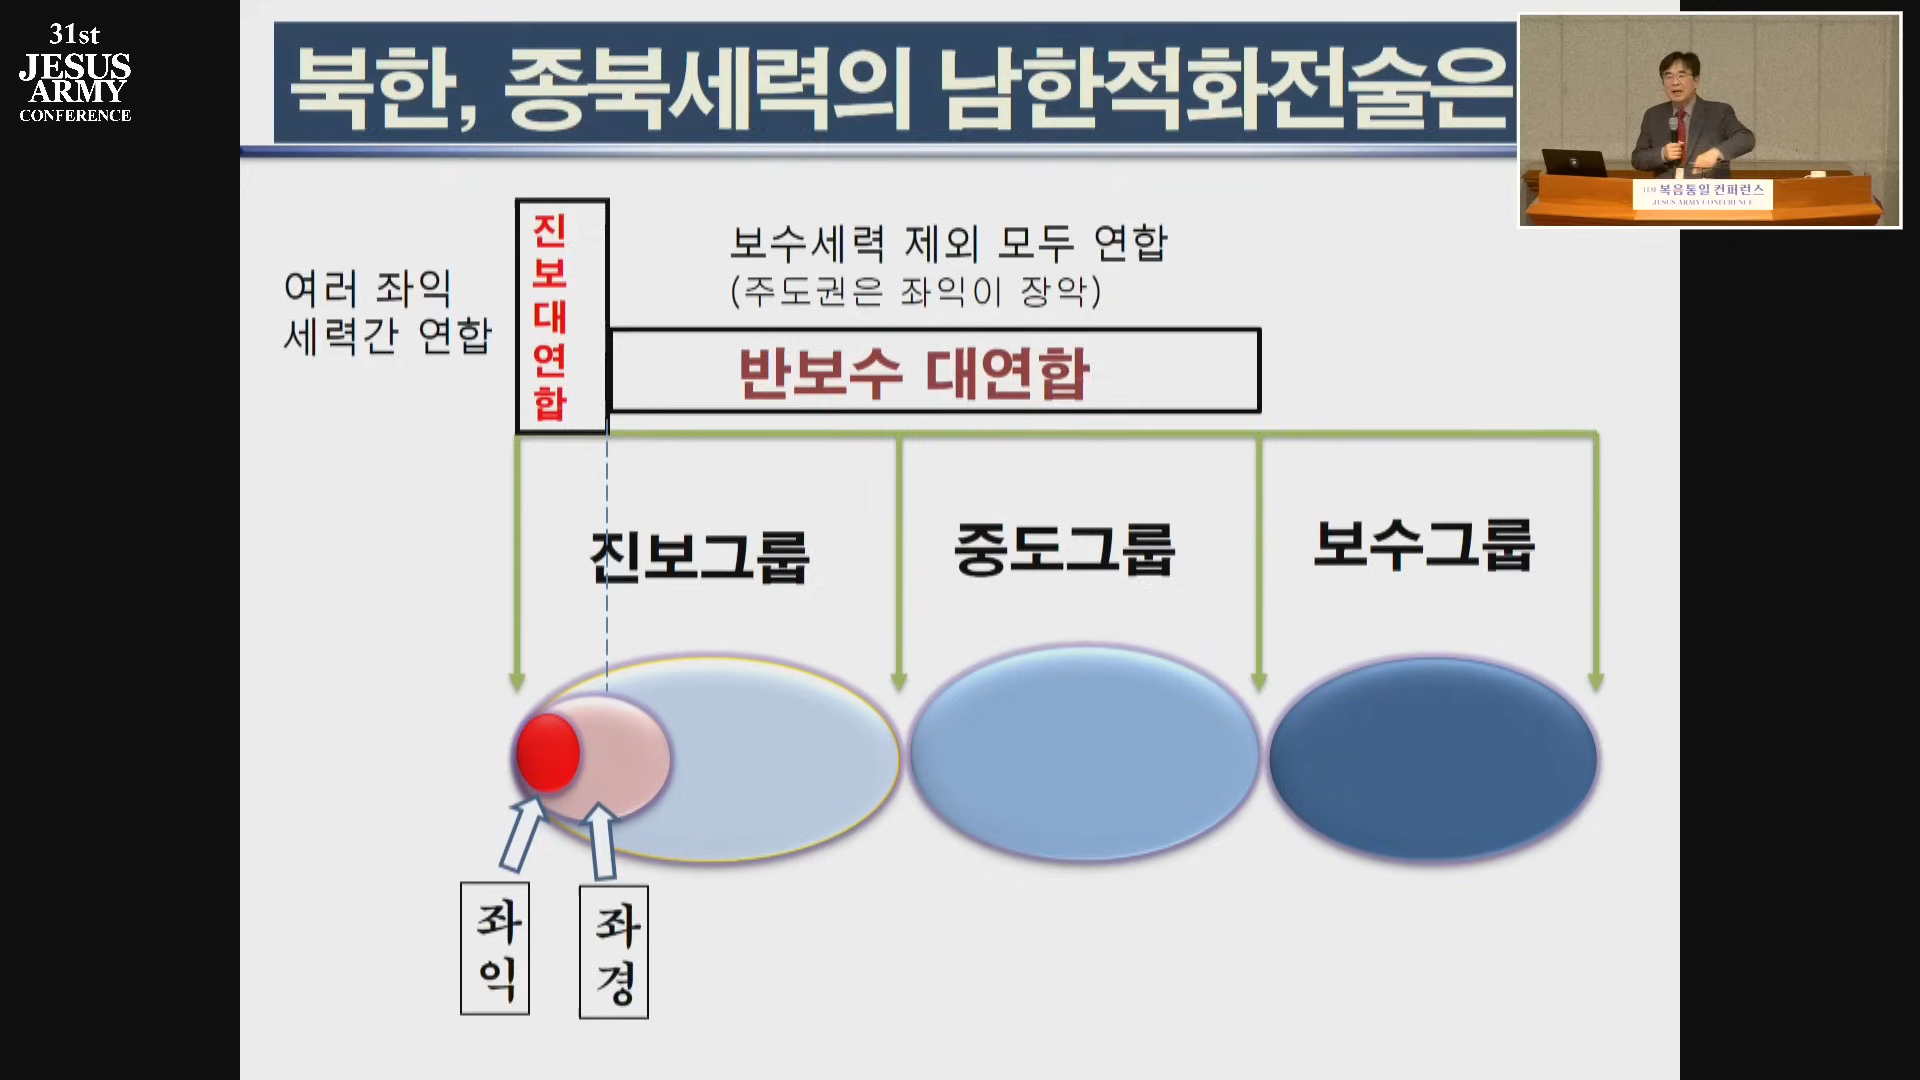 31st
JESUS
ARMY
CONFERENCE
북한, 종북세력의 남한적화전술은
복음통일 컨퍼런스
JESUS ARMY CONFERENCE
진보대연합
보수세력 제외 모두 연합
(주도권은 좌익이 장악)
여러 좌익
세력간 연합
반보수 대연합
진보그룹
중도그룹
보수그룹
좌익
좌경